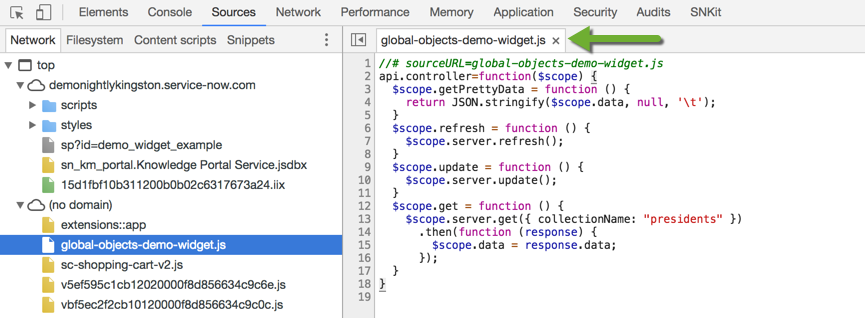 Elements Console Sources Network Performance Memory Application Security Audits SNKit
Network Filesystem Content scripts Snippets
top
demonightlykingston.service-now.com
scripts
styles
sp?id=demo_widget_example
sn_km_portal.Knowledge Portal Service.jsdbx
15d1fbf10b311200b0b02c6317673a24.iix
(no domain)
extensions::app
global-objects-demo-widget.js
sc-shopping-cart-v2.js
v5ef595c1cb12020000f8d856634c9c6e.js
vbf5ec2f2cb10120000f8d856634c9c0c.js
global-objects-demo-widget.js ×
1 //# sourceURL=global-objects-demo-widget.js
2 api.controller=function($scope) {
3 $scope.getPrettyData = function () {
4 return JSON.stringify($scope.data, null, '\t');
5 }
6 $scope.refresh = function () {
7 $scope.server.refresh();
8 }
9 $scope.update = function () {
10 $scope.server.update();
11 }
12 $scope.get = function () {
13 $scope.server.get({ collectionName: "presidents" })
14 .then(function (response) {
15 $scope.data = response.data;
16 });
17 }
18 }
19